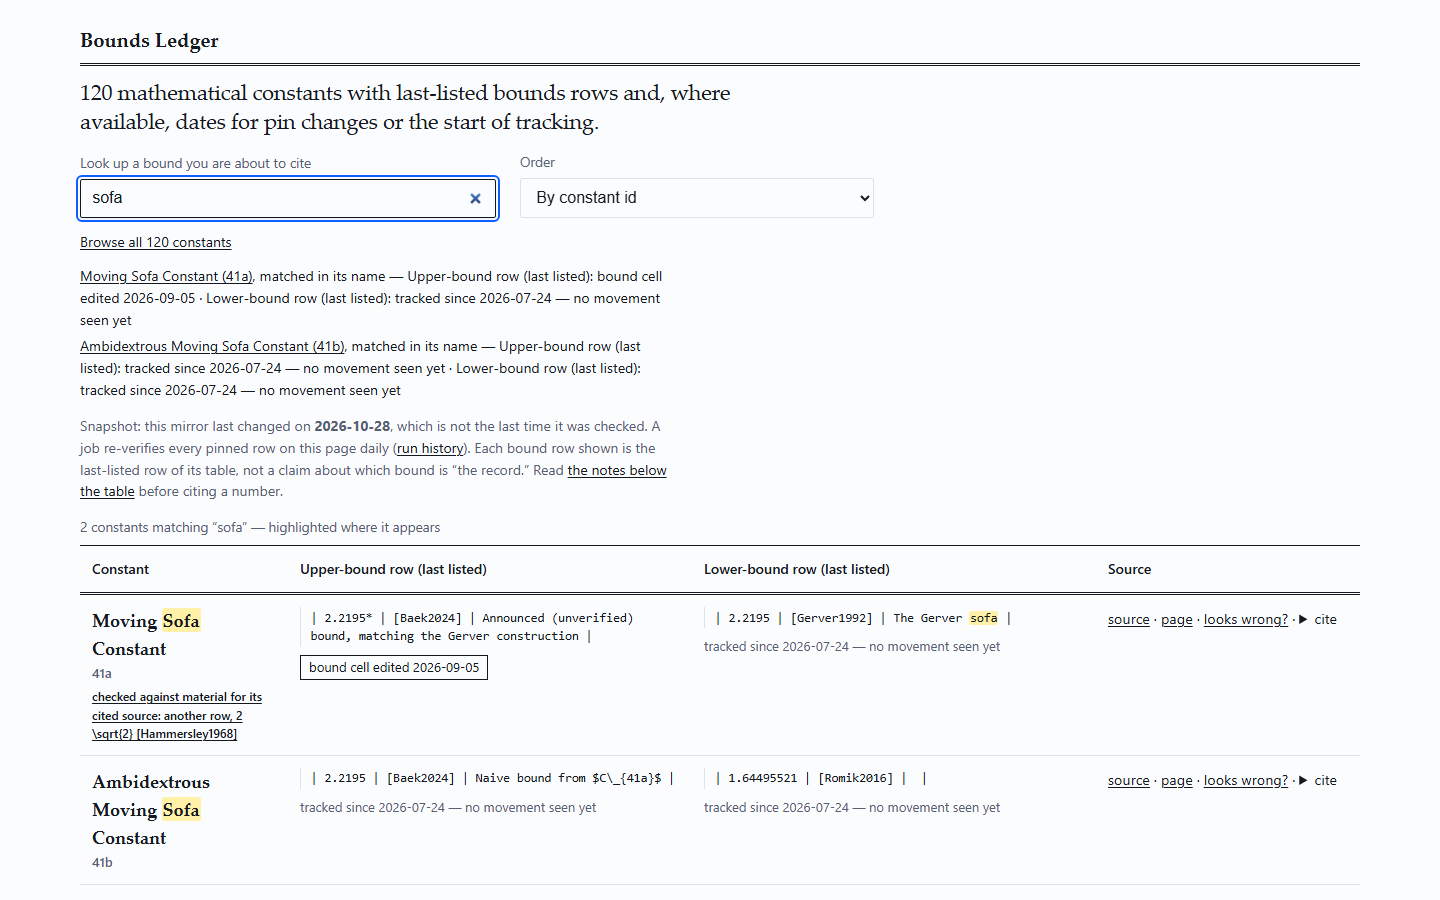 Bounds Ledger
120 mathematical constants with last-listed bounds rows and, where
available, dates for pin changes or the start of tracking.
Look up a bound you are about to cite
Order
sofa
By constant id
Browse all 120 constants
Moving Sofa Constant (41a), matched in its name — Upper-bound row (last listed): bound cell
edited 2026-09-05 · Lower-bound row (last listed): tracked since 2026-07-24 — no movement
seen yet
Ambidextrous Moving Sofa Constant (41b), matched in its name — Upper-bound row (last
listed): tracked since 2026-07-24 — no movement seen yet · Lower-bound row (last listed):
tracked since 2026-07-24 — no movement seen yet
Snapshot: this mirror last changed on 2026-10-28, which is not the last time it was checked. A
job re-verifies every pinned row on this page daily (run history). Each bound row shown is the
last-listed row of its table, not a claim about which bound is “the record.” Read the notes below
the table before citing a number.
2 constants matching “sofa” — highlighted where it appears
Constant
Upper-bound row (last listed)
Lower-bound row (last listed)
Source
Moving Sofa
Constant
41a
checked against material for its
cited source: another row, 2
\sqrt{2} [Hammersley1968]
| 2.2195* | [Baek2024] | Announced (unverified)
bound, matching the Gerver construction |
bound cell edited 2026-09-05
| 2.2195 | [Gerver1992] | The Gerver sofa |
tracked since 2026-07-24 — no movement seen yet
source · page · looks wrong? · ▶ cite
Ambidextrous
Moving Sofa
Constant
41b
| 2.2195 | [Baek2024] | Naive bound from $C\_{41a}$ |
tracked since 2026-07-24 — no movement seen yet
| 1.64495521 | [Romik2016] | |
tracked since 2026-07-24 — no movement seen yet
source · page · looks wrong? · ▶ cite